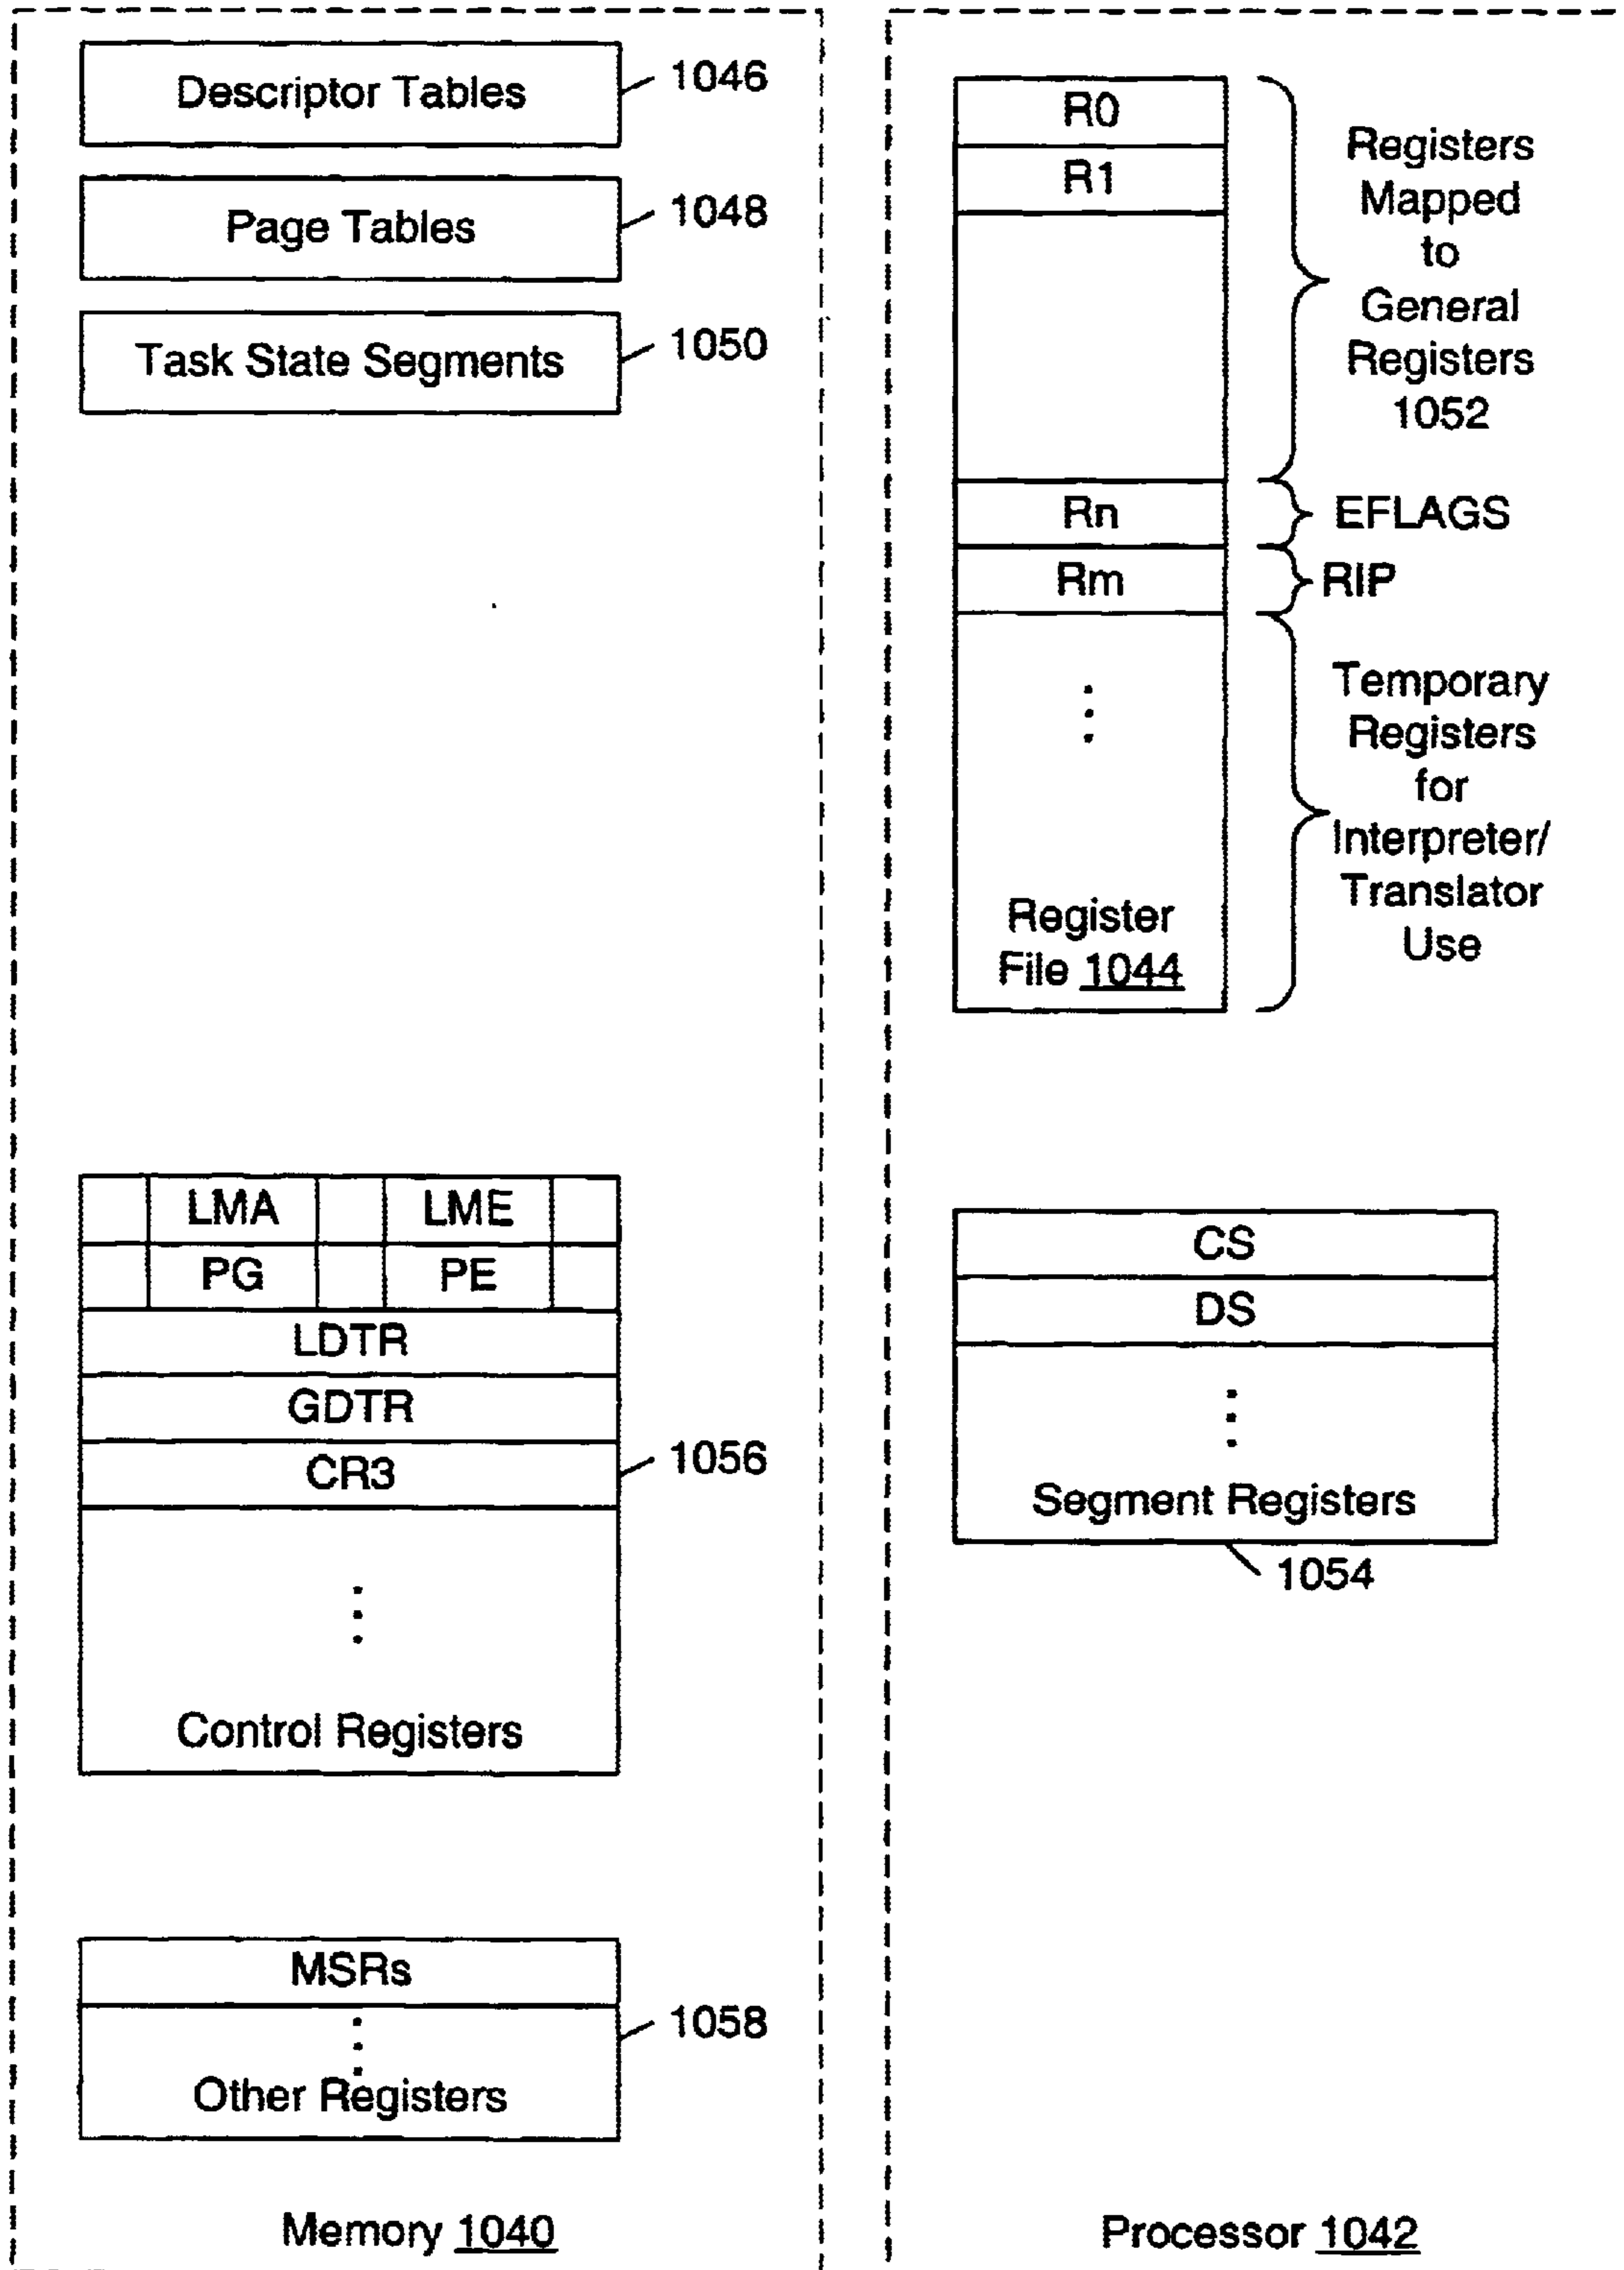 Descriptor Tables
1046
Page Tables
1048
Task State Segments
1050
LMA
LME
PG
PE
LDTR
GDTR
CR3
1056
Control Registers
MSRs
1058
Other Registers
Memory 1040
R0
R1
Registers
Mapped
to
General
Registers
1052
Rn
EFLAGS
Rm
RIP
Temporary
Registers
for
Interpreter/
Translator
Use
Register
File 1044
CS
DS
Segment Registers
1054
Processor 1042